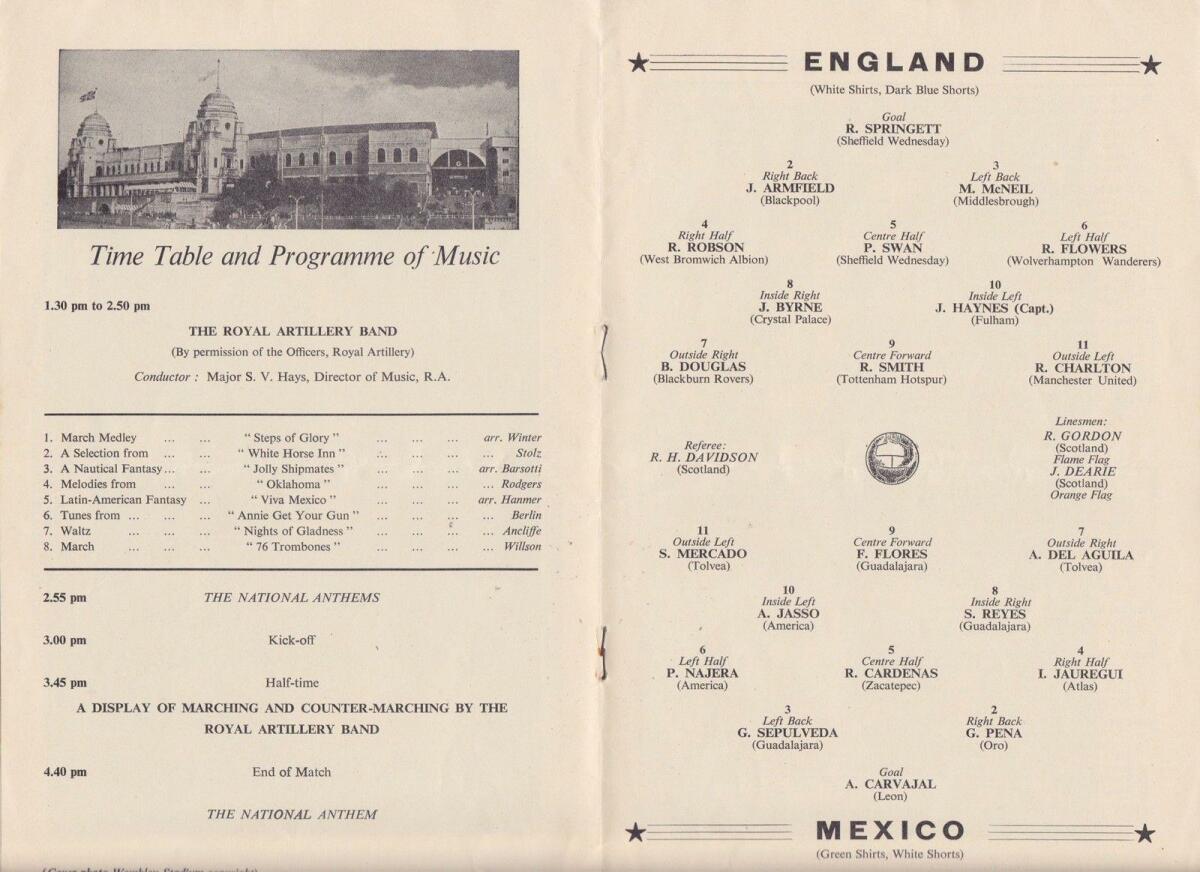 Time Table and Programme of Music
1.30 pm to 2.50 pm
THE ROYAL ARTILLERY BAND
(By permission of the Officers, Royal Artillery)
Conductor : Major S. V. Hays, Director of Music, R.A.
1. March Medley ... ... " Steps of Glory " ... ... ... arr. Winter
2. A Selection from ... " White Horse Inn " ... ... ... Stolz
3. A Nautical Fantasy ... " Jolly Shipmates " ... ... ... arr. Barsotti
4. Melodies from ... " Oklahoma " ... ... ... Rodgers
5. Latin-American Fantasy ... " Viva Mexico " ... ... ... arr. Hanmer
6. Tunes from ... ... ... " Annie Get Your Gun " ... ... ... Berlin
7. Waltz ... ... ... " Nights of Gladness " ... ... ... Ancliffe
8. March ... ... ... " 76 Trombones " ... ... ... Willson
2.55 pm THE NATIONAL ANTHEMS
3.00 pm Kick-off
3.45 pm Half-time
A DISPLAY OF MARCHING AND COUNTER-MARCHING BY THE
ROYAL ARTILLERY BAND
4.40 pm End of Match
THE NATIONAL ANTHEM
(Cover photo Wembley Stadium copyright)
ENGLAND
(White Shirts, Dark Blue Shorts)
Goal
R. SPRINGETT
(Sheffield Wednesday)
2 3
Right Back Left Back
J. ARMFIELD M. McNEIL
(Blackpool) (Middlesbrough)
4 5 6
Right Half Centre Half Left Half
R. ROBSON P. SWAN R. FLOWERS
(West Bromwich Albion) (Sheffield Wednesday) (Wolverhampton Wanderers)
8 10
Inside Right Inside Left
J. BYRNE J. HAYNES (Capt.)
(Crystal Palace) (Fulham)
7 9 11
Outside Right Centre Forward Outside Left
B. DOUGLAS R. SMITH R. CHARLTON
(Blackburn Rovers) (Tottenham Hotspur) (Manchester United)
Referee:
R. H. DAVIDSON
(Scotland)
Linesmen:
R. GORDON
(Scotland)
Flame Flag
J. DEARIE
(Scotland)
Orange Flag
11 9 7
Outside Left Centre Forward Outside Right
S. MERCADO F. FLORES A. DEL AGUILA
(Tolvea) (Guadalajara) (Tolvea)
10 8
Inside Left Inside Right
A. JASSO S. REYES
(America) (Guadalajara)
6 5 4
Left Half Centre Half Right Half
P. NAJERA R. CARDENAS I. JAUREGUI
(America) (Zacatepec) (Atlas)
3 2
Left Back Right Back
G. SEPULVEDA G. PENA
(Guadalajara) (Oro)
Goal
A. CARVAJAL
(Leon)
MEXICO
(Green Shirts, White Shorts)